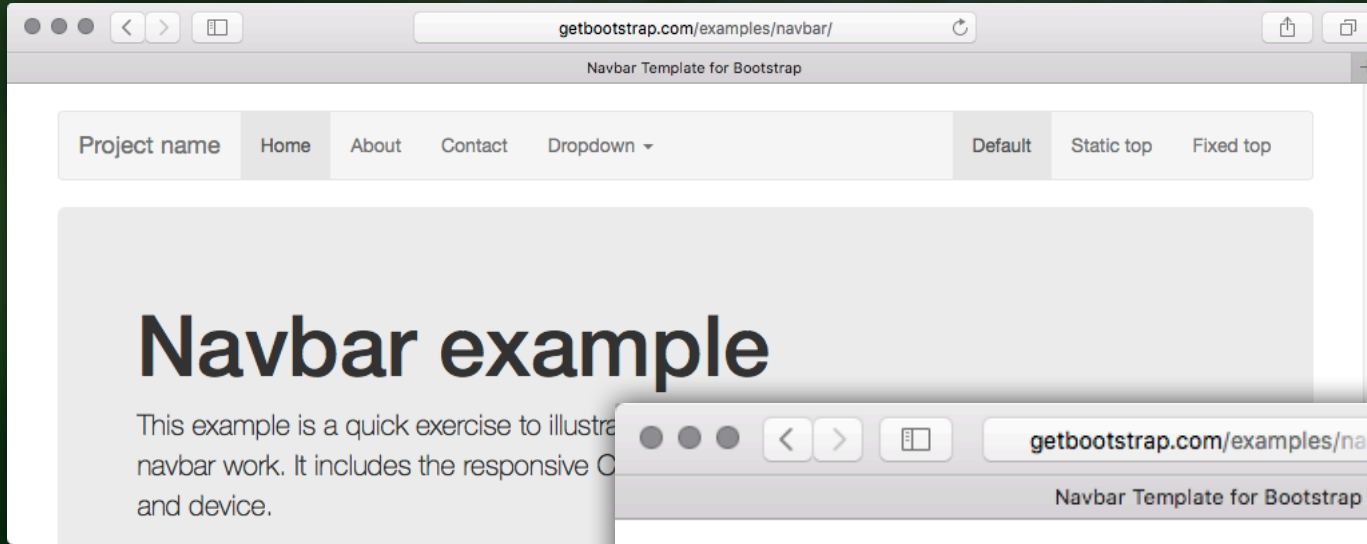 getbootstrap.com/examples/navbar/
Navbar Template for Bootstrap
Project name Home About Contact Dropdown Default Static top Fixed top
Navbar example
This example is a quick exercise to illustra
navbar work. It includes the responsive C
and device.
getbootstrap.com/examples/na
Navbar Template for Bootstrap